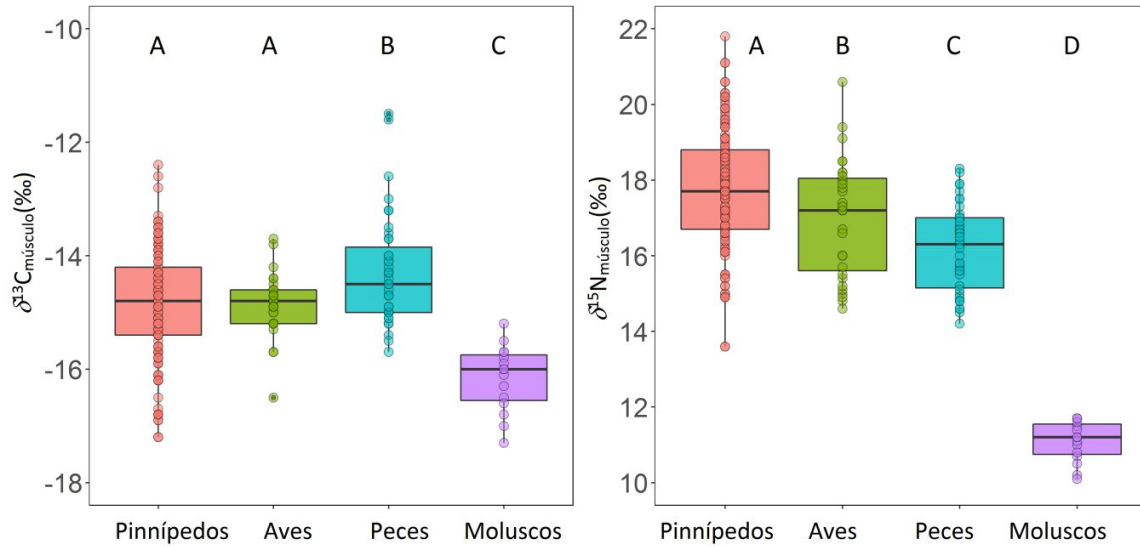 -10
-12
-14
-16
-18
δ¹³Cmúsculo(‰)
A A B C
Pinnípedos Aves Peces Moluscos
22
20
18
16
14
12
10
δ¹⁵Nmúsculo(‰)
A B C D
Pinnípedos Aves Peces Moluscos